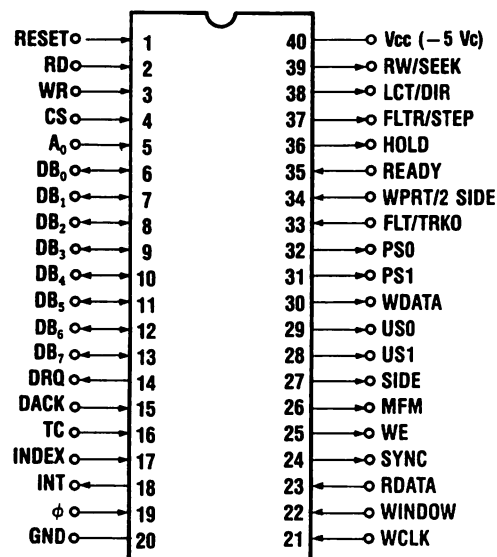 RESET 1 40 Vcc (– 5 Vc)
RD 2 39 RW/SEEK
WR 3 38 LCT/DIR
CS 4 37 FLTR/STEP
A₀ 5 36 HOLD
DB₀ 6 35 READY
DB₁ 7 34 WPRT/2 SIDE
DB₂ 8 33 FLT/TRKO
DB₃ 9 32 PS0
DB₄ 10 31 PS1
DB₅ 11 30 WDATA
DB₆ 12 29 US0
DB₇ 13 28 US1
DRQ 14 27 SIDE
DACK 15 26 MFM
TC 16 25 WE
INDEX 17 24 SYNC
INT 18 23 RDATA
ϕ 19 22 WINDOW
GND 20 21 WCLK